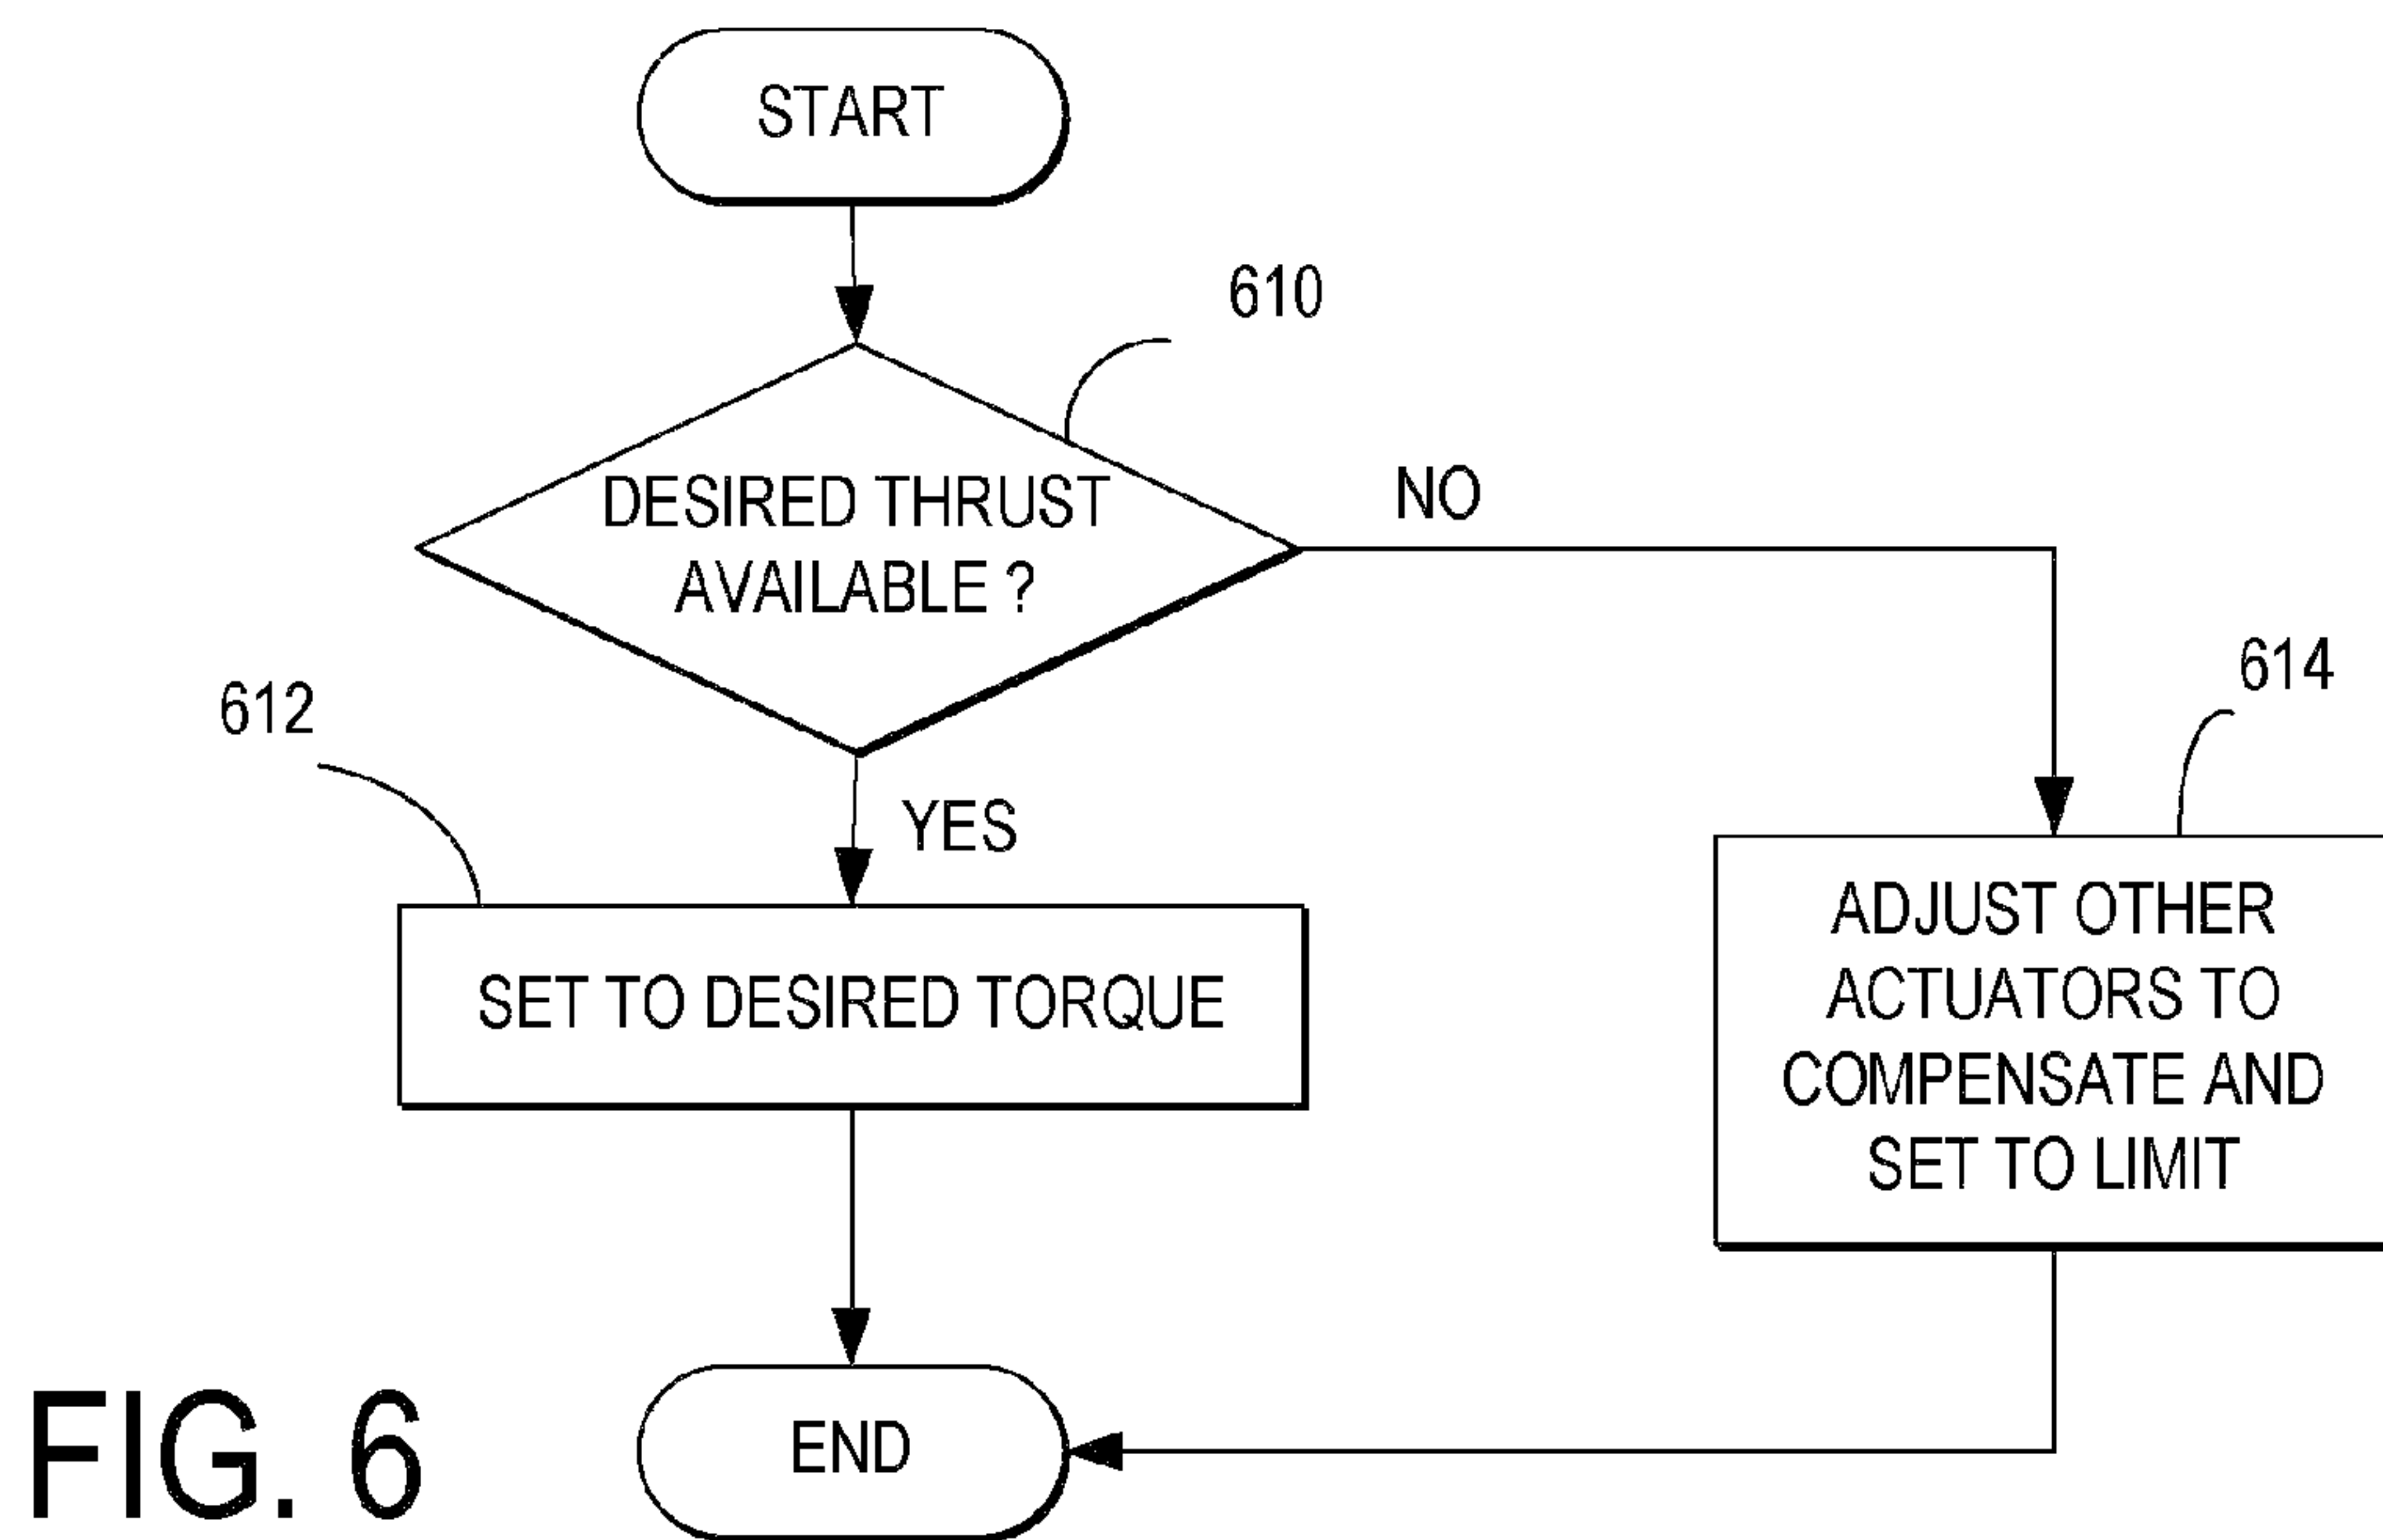 START
610
DESIRED THRUST
AVAILABLE ?
NO
614
612
YES
ADJUST OTHER
ACTUATORS TO
COMPENSATE AND
SET TO LIMIT
SET TO DESIRED TORQUE
END
FIG. 6